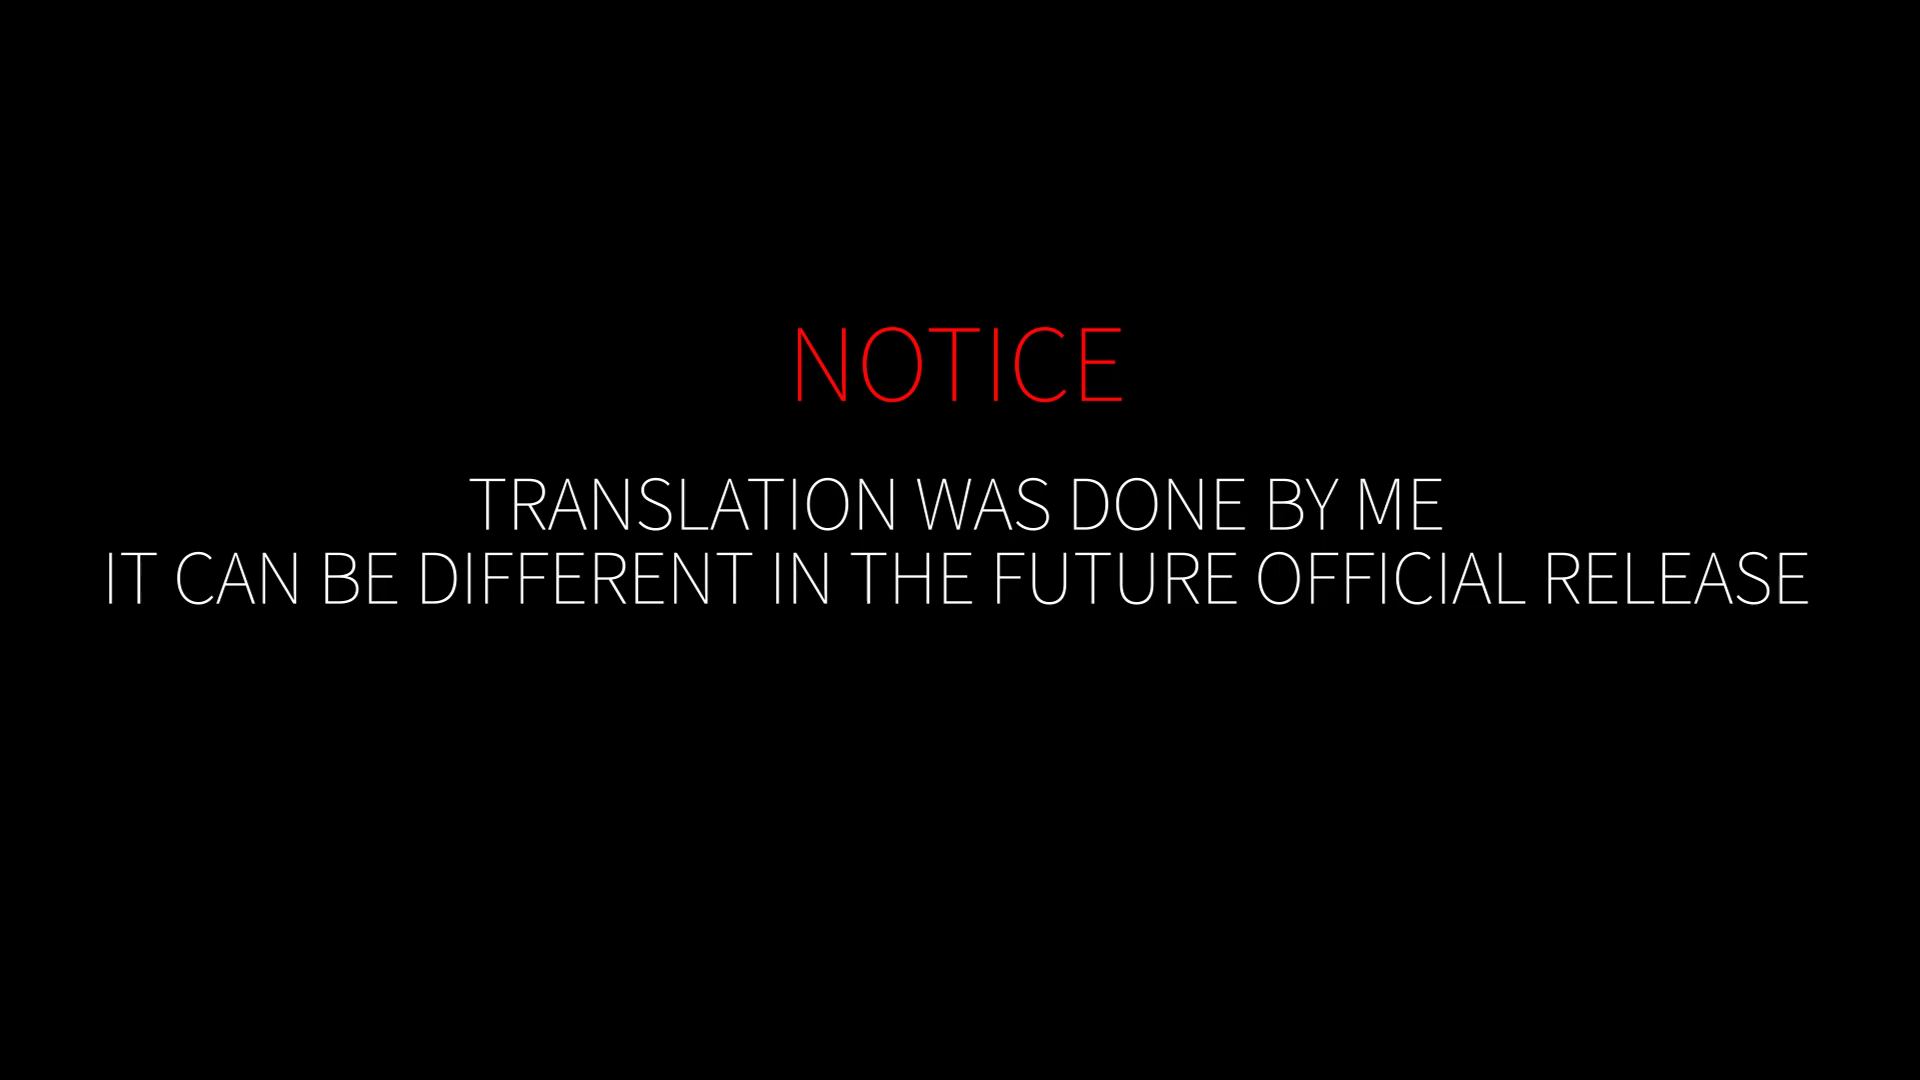 NOTICE
TRANSLATION WAS DONE BY ME
IT CAN BE DIFFERENT IN THE FUTURE OFFICIAL RELEASE